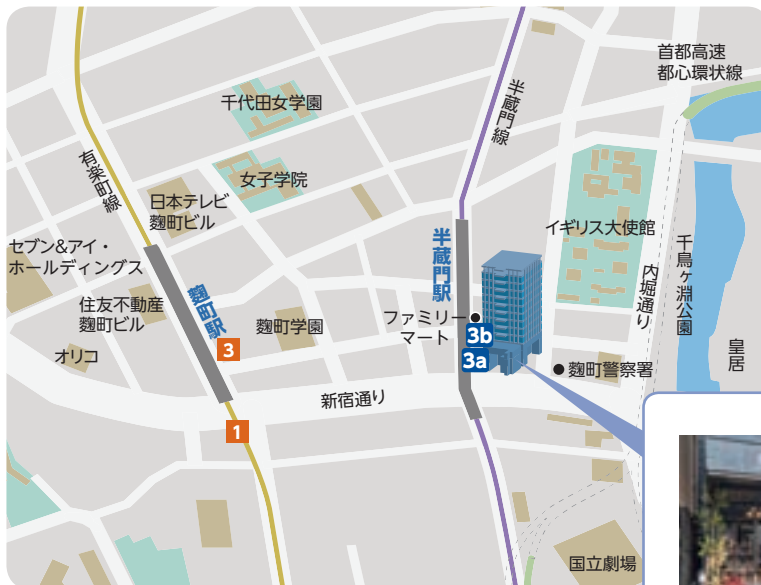 首都高速
都心環状線
千代田女学園
半蔵門線
有楽町線
女子学院
日本テレビ
麴町ビル
イギリス大使館
セブン&アイ・
ホールディングス
半蔵門駅
内堀通り
千鳥ヶ淵公園
住友不動産
麴町ビル
麴町駅
3
麴町学園
ファミリー
マート
3b
3a
オリコ
麴町警察署
皇居
新宿通り
1
国立劇場